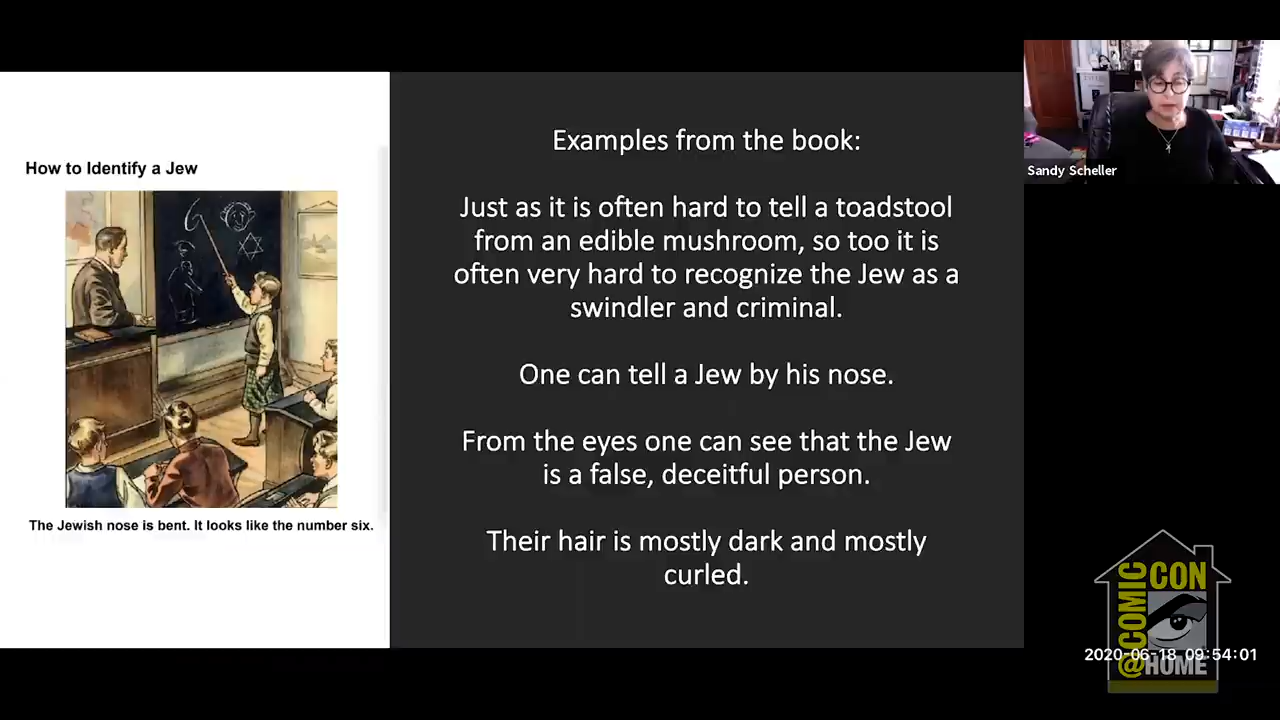 How to Identify a Jew
The Jewish nose is bent. It looks like the number six.
Examples from the book:
Just as it is often hard to tell a toadstool
from an edible mushroom, so too it is
often very hard to recognize the Jew as a
swindler and criminal.
One can tell a Jew by his nose.
From the eyes one can see that the Jew
is a false, deceitful person.
Their hair is mostly dark and mostly
curled.
Sandy Scheller
@COMIC
CON
2020-06-18 09:54:01
HOME